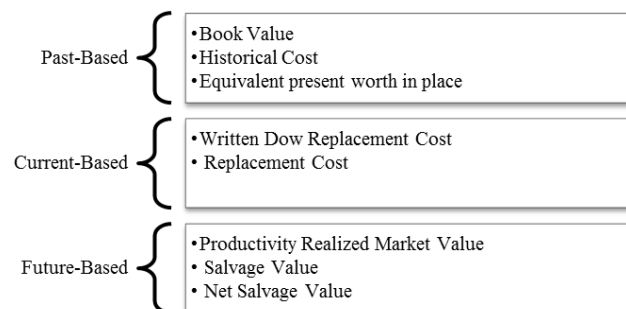 Past-Based
•Book Value
•Historical Cost
•Equivalent present worth in place
Current-Based
•Written Dow Replacement Cost
• Replacement Cost
Future-Based
•Productivity Realized Market Value
• Salvage Value
• Net Salvage Value